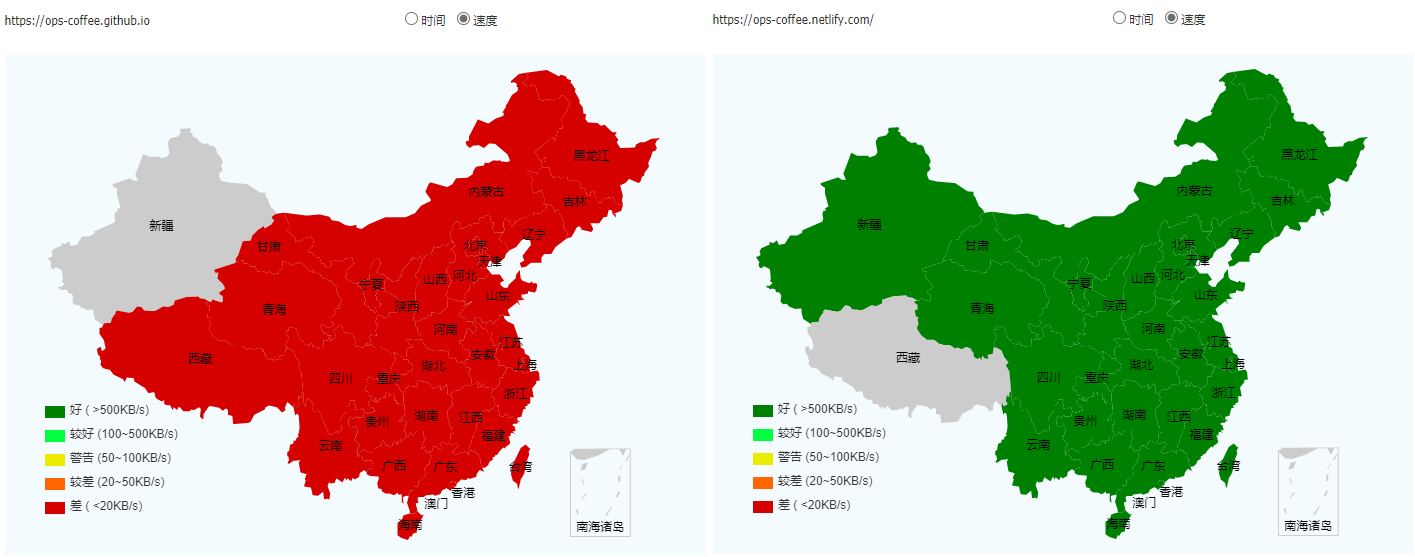 https://ops-coffee.github.io
时间
速度
黑龙江
内蒙古
吉林
新疆
辽宁
北京
甘肃
天津
河北
山西
宁夏
山东
陕西
青海
河南
江苏
安徽
西藏
上海
湖北
四川
重庆
浙江
湖南
江西
贵州
福建
云南
广西
广东
台湾
香港
澳门
海南
南海诸岛
好 ( >500KB/s)
较好 (100~500KB/s)
警告 (50~100KB/s)
较差 (20~50KB/s)
差 ( <20KB/s)
https://ops-coffee.netlify.com/
时间
速度
黑龙江
内蒙古
吉林
新疆
辽宁
北京
甘肃
天津
河北
山西
宁夏
山东
陕西
青海
河南
江苏
安徽
西藏
上海
湖北
四川
重庆
浙江
湖南
江西
贵州
福建
云南
广西
广东
台湾
香港
澳门
海南
南海诸岛
好 ( >500KB/s)
较好 (100~500KB/s)
警告 (50~100KB/s)
较差 (20~50KB/s)
差 ( <20KB/s)